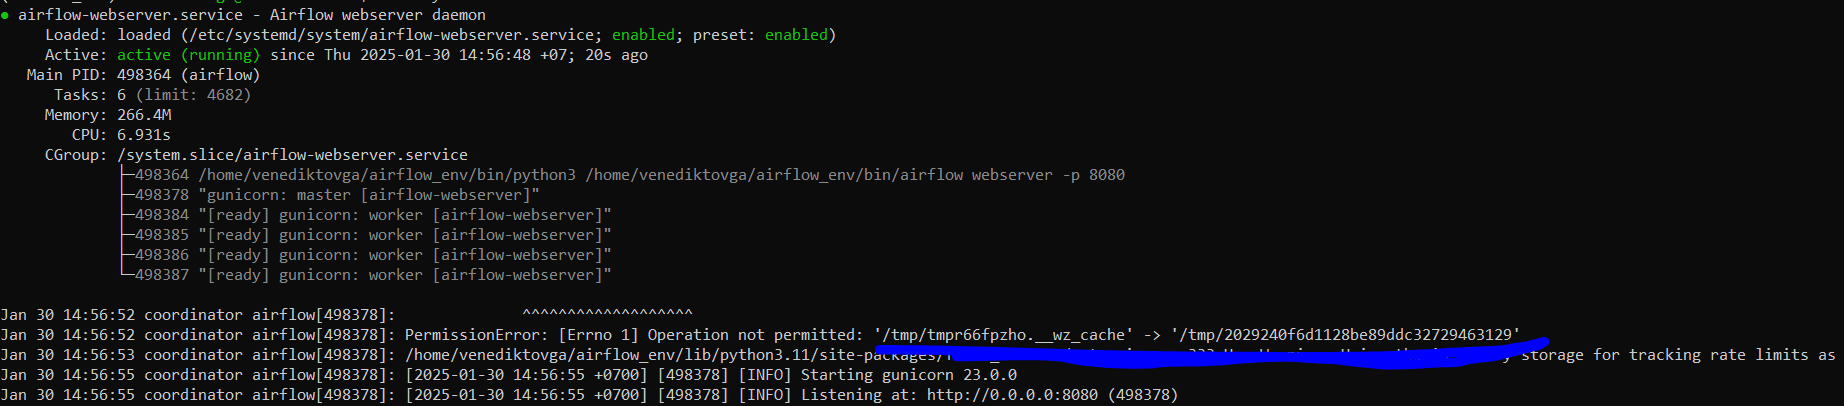 ● airflow-webserver.service - Airflow webserver daemon
Loaded: loaded (/etc/systemd/system/airflow-webserver.service; enabled; preset: enabled)
Active: active (running) since Thu 2025-01-30 14:56:48 +07; 20s ago
Main PID: 498364 (airflow)
Tasks: 6 (limit: 4682)
Memory: 266.4M
CPU: 6.931s
CGroup: /system.slice/airflow-webserver.service
├─498364 /home/venediktovga/airflow_env/bin/python3 /home/venediktovga/airflow_env/bin/airflow webserver -p 8080
├─498378 "gunicorn: master [airflow-webserver]"
├─498384 "[ready] gunicorn: worker [airflow-webserver]"
├─498385 "[ready] gunicorn: worker [airflow-webserver]"
├─498386 "[ready] gunicorn: worker [airflow-webserver]"
└─498387 "[ready] gunicorn: worker [airflow-webserver]"
Jan 30 14:56:52 coordinator airflow[498378]: ^^^^^^^^^^^^^^^^^^^^
Jan 30 14:56:52 coordinator airflow[498378]: PermissionError: [Errno 1] Operation not permitted: '/tmp/tmpr66fpzho.__wz_cache' -> '/tmp/2029240f6d1128be89ddc32729463129'
Jan 30 14:56:53 coordinator airflow[498378]: /home/venediktovga/airflow_env/lib/python3.11/site-packages/ storage for tracking rate limits as
Jan 30 14:56:55 coordinator airflow[498378]: [2025-01-30 14:56:55 +0700] [498378] [INFO] Starting gunicorn 23.0.0
Jan 30 14:56:55 coordinator airflow[498378]: [2025-01-30 14:56:55 +0700] [498378] [INFO] Listening at: http://0.0.0.0:8080 (498378)